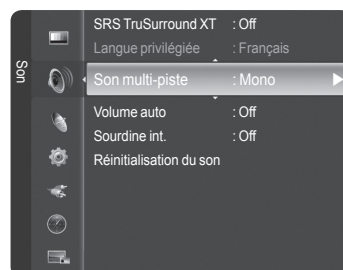 Son
SRS TruSurround XT : Off
Langue privilégiée : Français
Son multi-piste : Mono
Volume auto : Off
Sourdine int. : Off
Réinitialisation du son